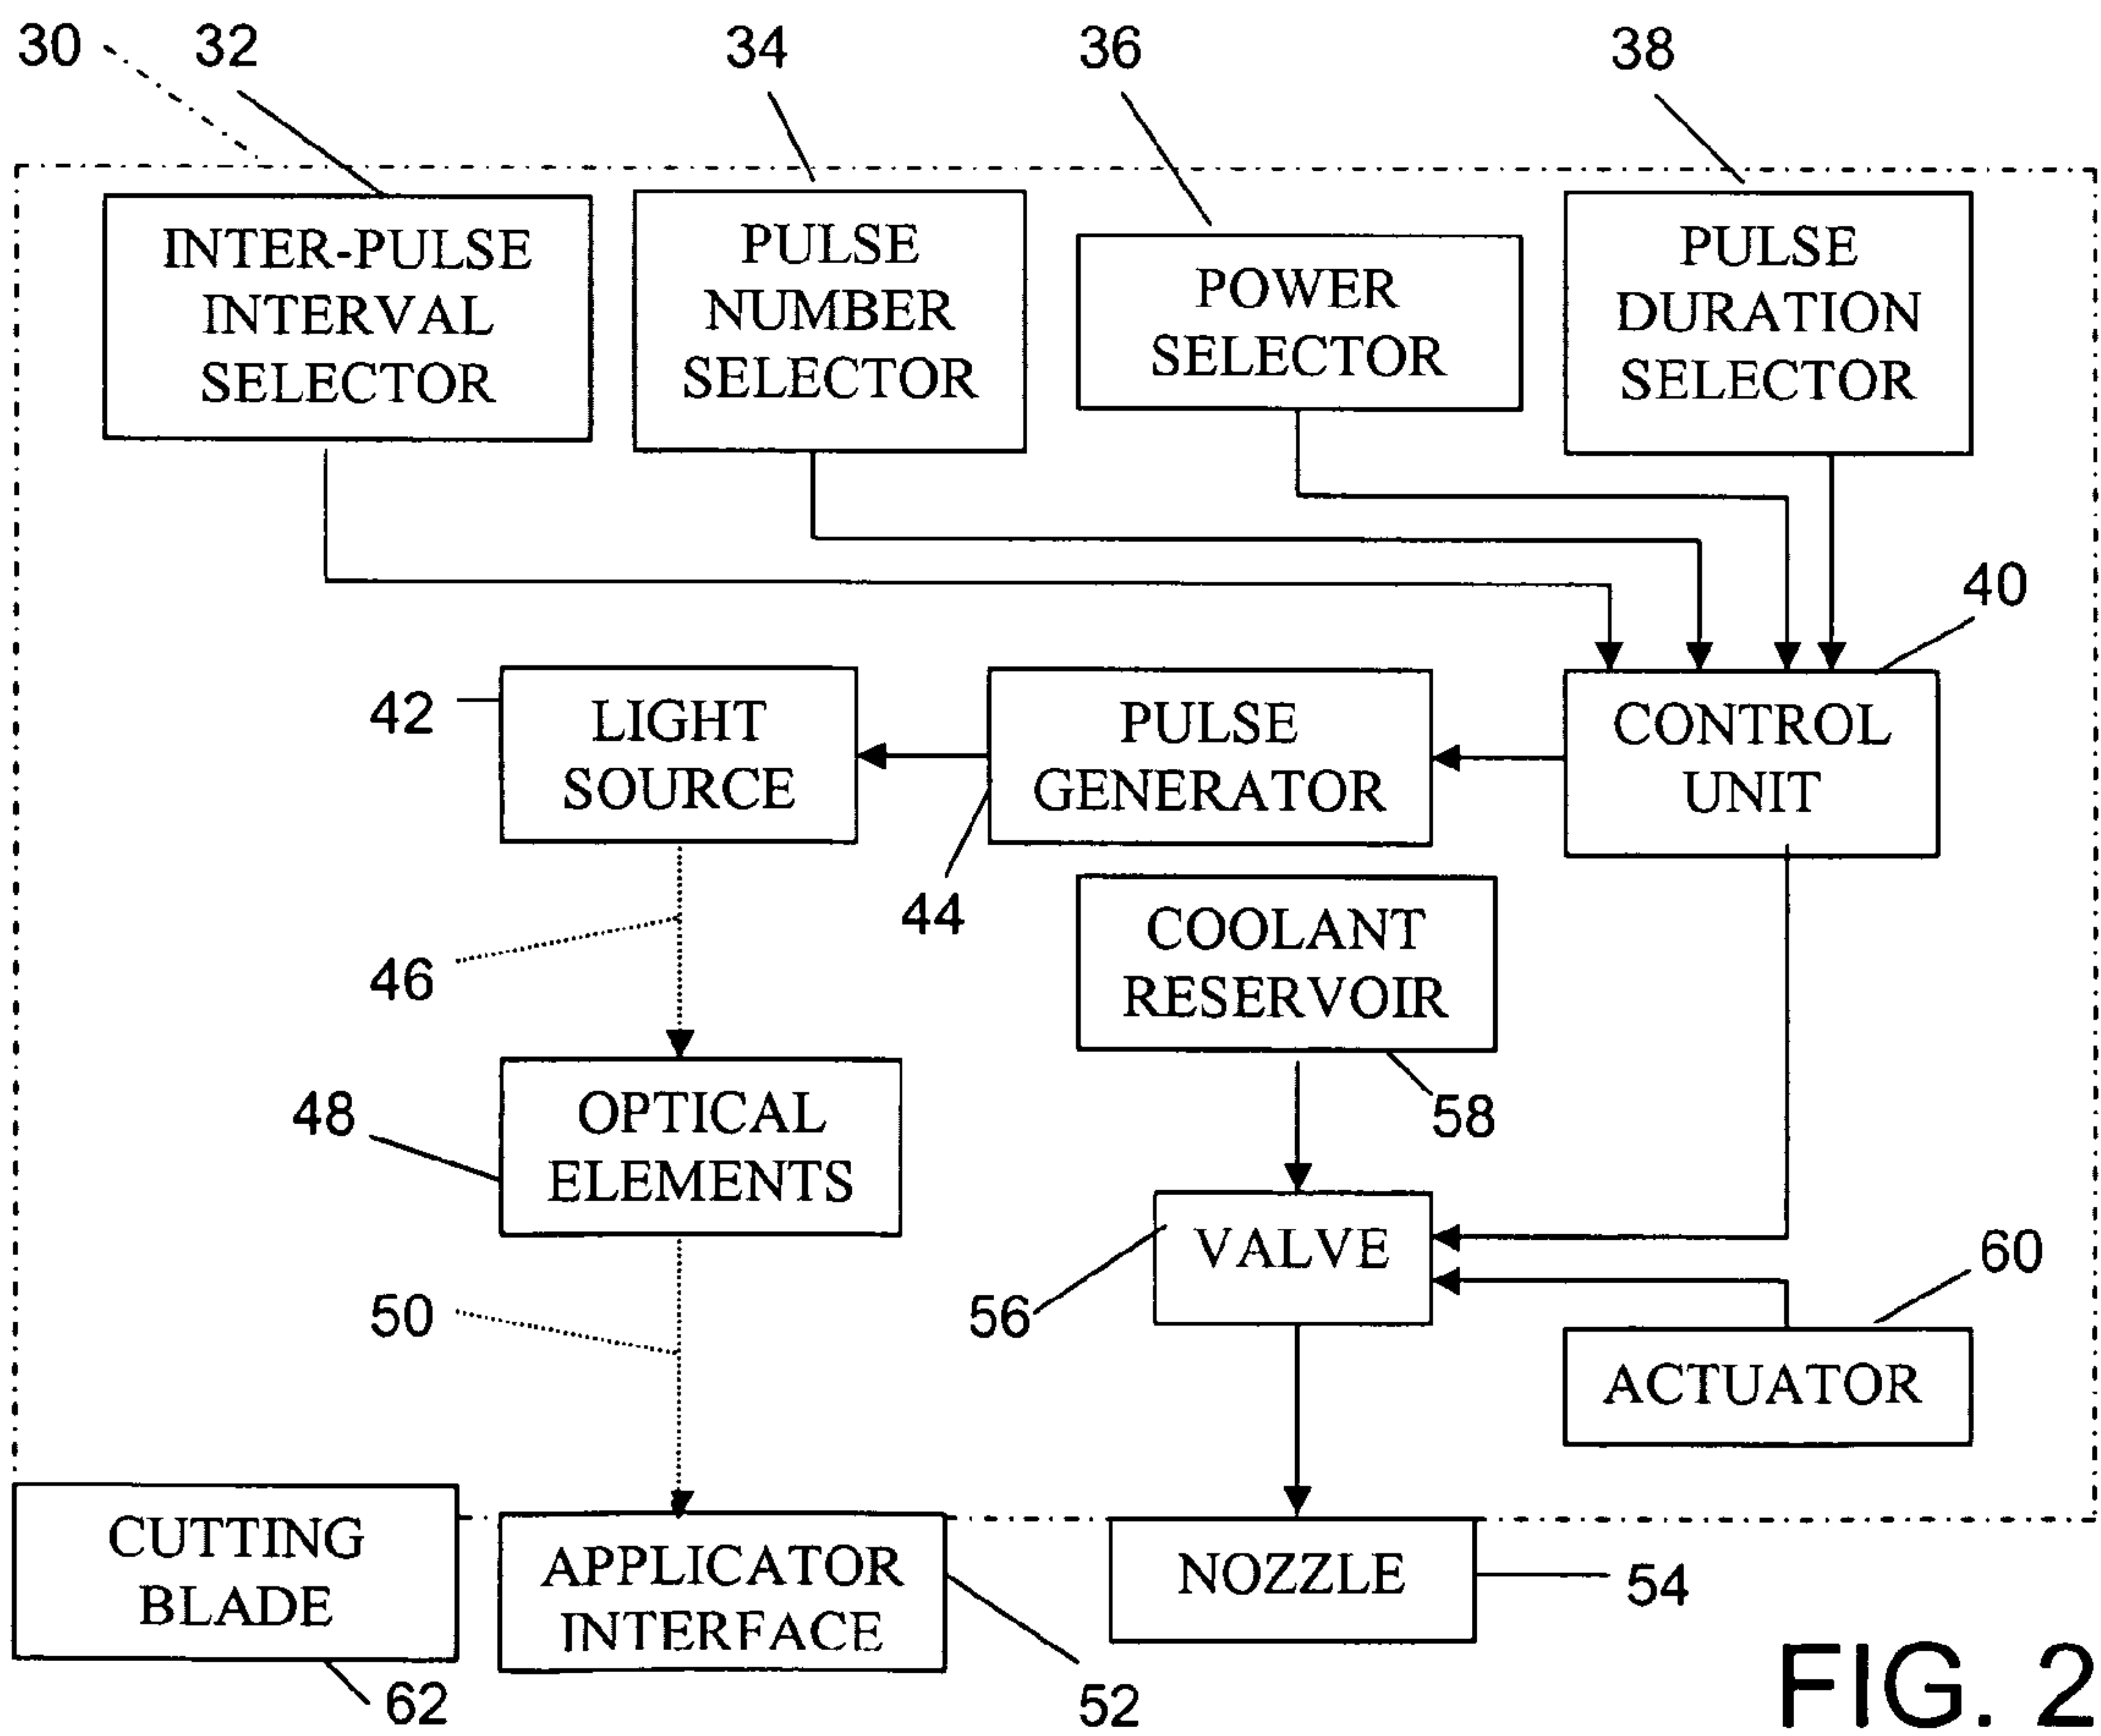 30 32 34 36 38
INTER-PULSE
INTERVAL
SELECTOR
PULSE
NUMBER
SELECTOR
POWER
SELECTOR
PULSE
DURATION
SELECTOR
40
42
LIGHT
SOURCE
PULSE
GENERATOR
CONTROL
UNIT
44
46
COOLANT
RESERVOIR
48
OPTICAL
ELEMENTS
58
50
56
VALVE
60
ACTUATOR
CUTTING
BLADE
APPLICATOR
INTERFACE
NOZZLE
54
62
52
FIG. 2